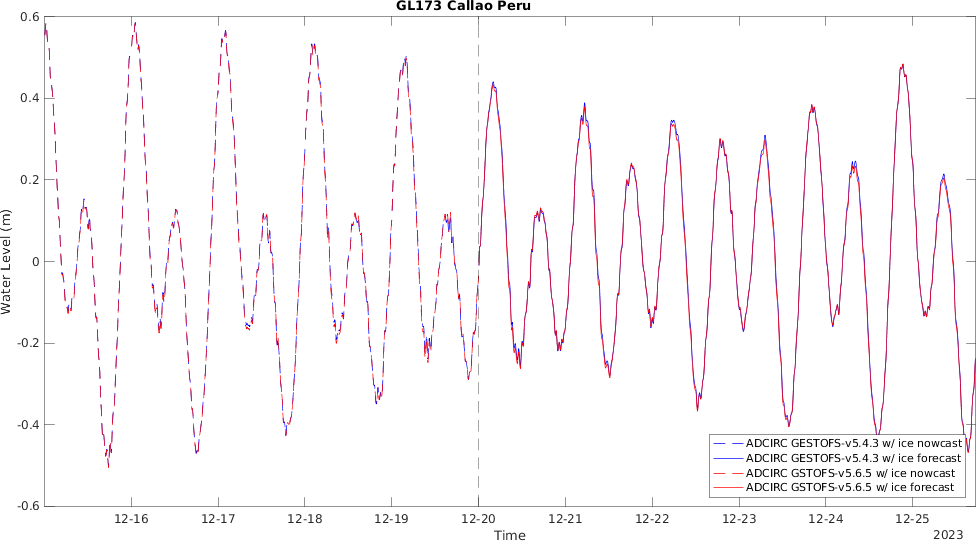 GL173 Callao Peru
0.6
0.4
0.2
0
-0.2
-0.4
-0.6
Water Level (m)
ADCIRC GESTOFS-v5.4.3 w/ ice nowcast
ADCIRC GESTOFS-v5.4.3 w/ ice forecast
ADCIRC GSTOFS-v5.6.5 w/ ice nowcast
ADCIRC GSTOFS-v5.6.5 w/ ice forecast
12-16 12-17 12-18 12-19 12-20 12-21 12-22 12-23 12-24 12-25
Time
2023